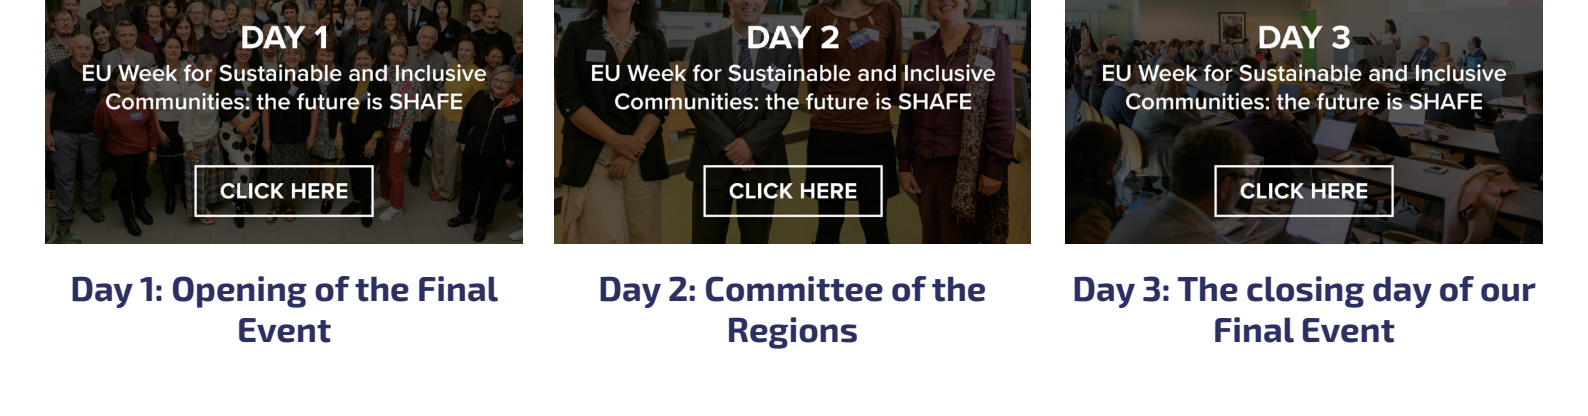 DAY 1
EU Week for Sustainable and Inclusive
Communities: the future is SHAFE
CLICK HERE
Day 1: Opening of the Final
Event
DAY 2
EU Week for Sustainable and Inclusive
Communities: the future is SHAFE
CLICK HERE
Day 2: Committee of the
Regions
DAY 3
EU Week for Sustainable and Inclusive
Communities: the future is SHAFE
CLICK HERE
Day 3: The closing day of our
Final Event